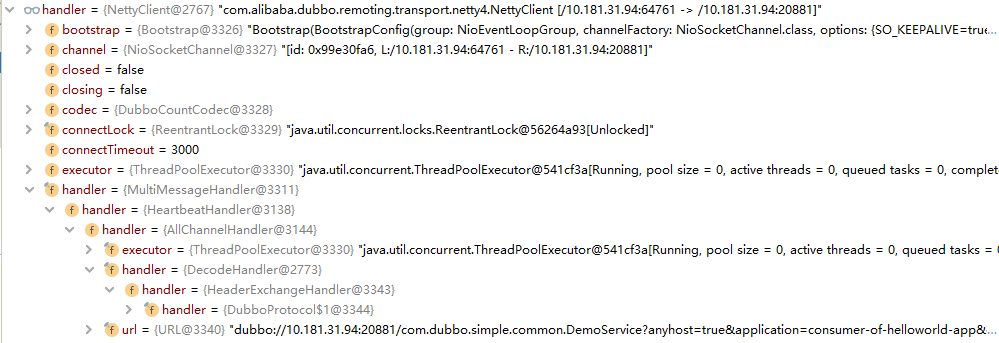 handler = {NettyClient@2767} "com.alibaba.dubbo.remoting.transport.netty4.NettyClient [/10.181.31.94:64761 -> /10.181.31.94:20881]"
f bootstrap = {Bootstrap@3326} "Bootstrap(BootstrapConfig(group: NioEventLoopGroup, channelFactory: NioSocketChannel.class, options: {SO_KEEPALIVE=true,...
f channel = {NioSocketChannel@3327} "[id: 0x99e30fa6, L:/10.181.31.94:64761 - R:/10.181.31.94:20881]"
f closed = false
f closing = false
f codec = {DubboCountCodec@3328}
f connectLock = {ReentrantLock@3329} "java.util.concurrent.locks.ReentrantLock@56264a93[Unlocked]"
f connectTimeout = 3000
f executor = {ThreadPoolExecutor@3330} "java.util.concurrent.ThreadPoolExecutor@541cf3a[Running, pool size = 0, active threads = 0, queued tasks = 0, complet
f handler = {MultiMessageHandler@3311}
f handler = {HeartbeatHandler@3138}
f handler = {AllChannelHandler@3144}
f executor = {ThreadPoolExecutor@3330} "java.util.concurrent.ThreadPoolExecutor@541cf3a[Running, pool size = 0, active threads = 0, queued tasks = 0
f handler = {DecodeHandler@2773}
f handler = {HeaderExchangeHandler@3343}
f handler = {DubboProtocol$1@3344}
f url = {URL@3340} "dubbo://10.181.31.94:20881/com.dubbo.simple.common.DemoService?anyhost=true&application=consumer-of-helloworld-app&...